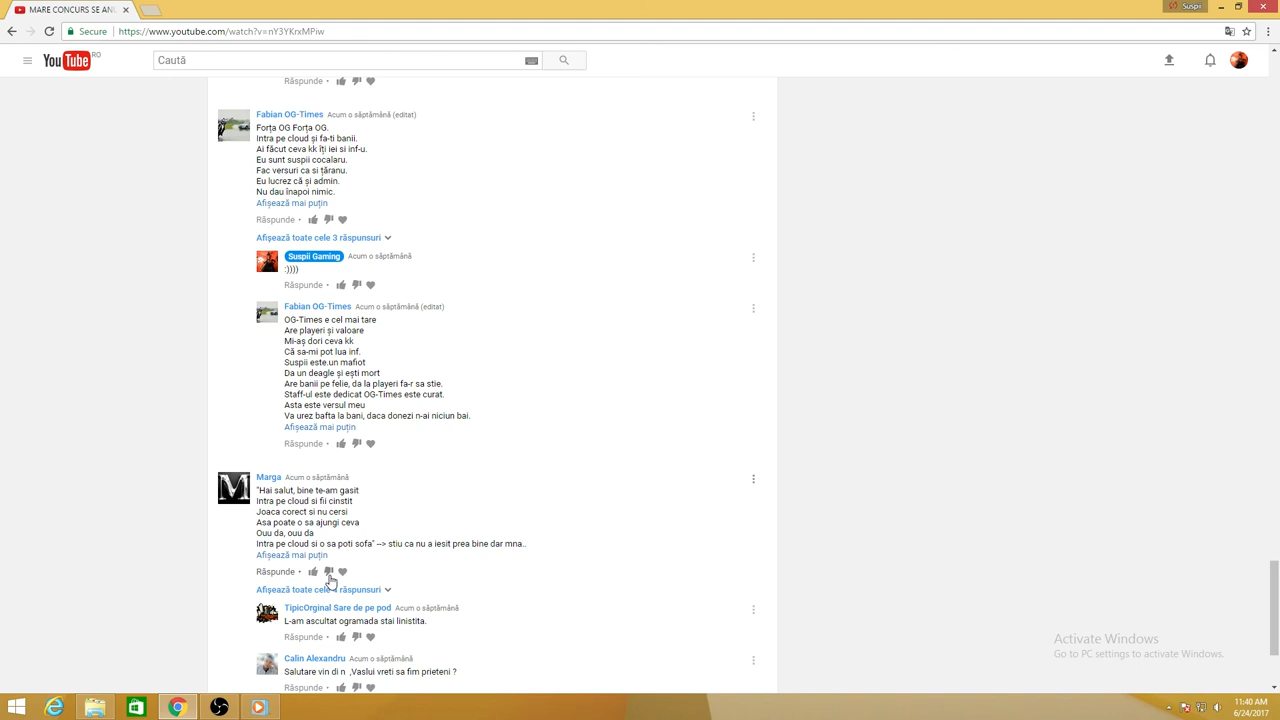 MARE CONCURS SE ANU
Suspii
Secure
https://www.youtube.com/watch?v=nY3YKrxMPiw
YouTube RO
Caută
Răspunde •
Fabian OG-Times Acum o săptămână (editat)
Forța OG Forța OG.
Intra pe cloud și fa-ti banii.
Ai făcut ceva kk îți iei si inf-u.
Eu sunt suspii cocalaru.
Fac versuri ca si țăranu.
Eu lucrez că și admin.
Nu dau înapoi nimic.
Afișează mai puțin
Răspunde •
Afișează toate cele 3 răspunsuri
Suspii Gaming Acum o săptămână
:))))
Răspunde •
Fabian OG-Times Acum o săptămână (editat)
OG-Times e cel mai tare
Are playeri și valoare
Mi-aș dori ceva kk
Că sa-mi pot lua inf.
Suspii este.un mafiot
Da un deagle și ești mort
Are banii pe felie, da la playeri fa-r sa stie.
Staff-ul este dedicat OG-Times este curat.
Asta este versul meu
Va urez bafta la bani, daca donezi n-ai niciun bai.
Afișează mai puțin
Răspunde •
Marga Acum o săptămână
"Hai salut, bine te-am gasit
Intra pe cloud si fii cinstit
Joaca corect si nu cersi
Asa poate o sa ajungi ceva
Ouu da, ouu da
Intra pe cloud si o sa poti sofa" --> stiu ca nu a iesit prea bine dar mna..
Afișează mai puțin
Răspunde •
Afișează toate cele răspunsuri
TipicOrginal Sare de pe pod Acum o săptămână
L-am ascultat ogramada stai linistita.
Răspunde •
Calin Alexandru Acum o săptămână
Salutare vin di n ,Vaslui vreti sa fim prieteni ?
Răspunde •
Activate Windows
Go to PC settings to activate Windows.
11:40 AM
6/24/2017